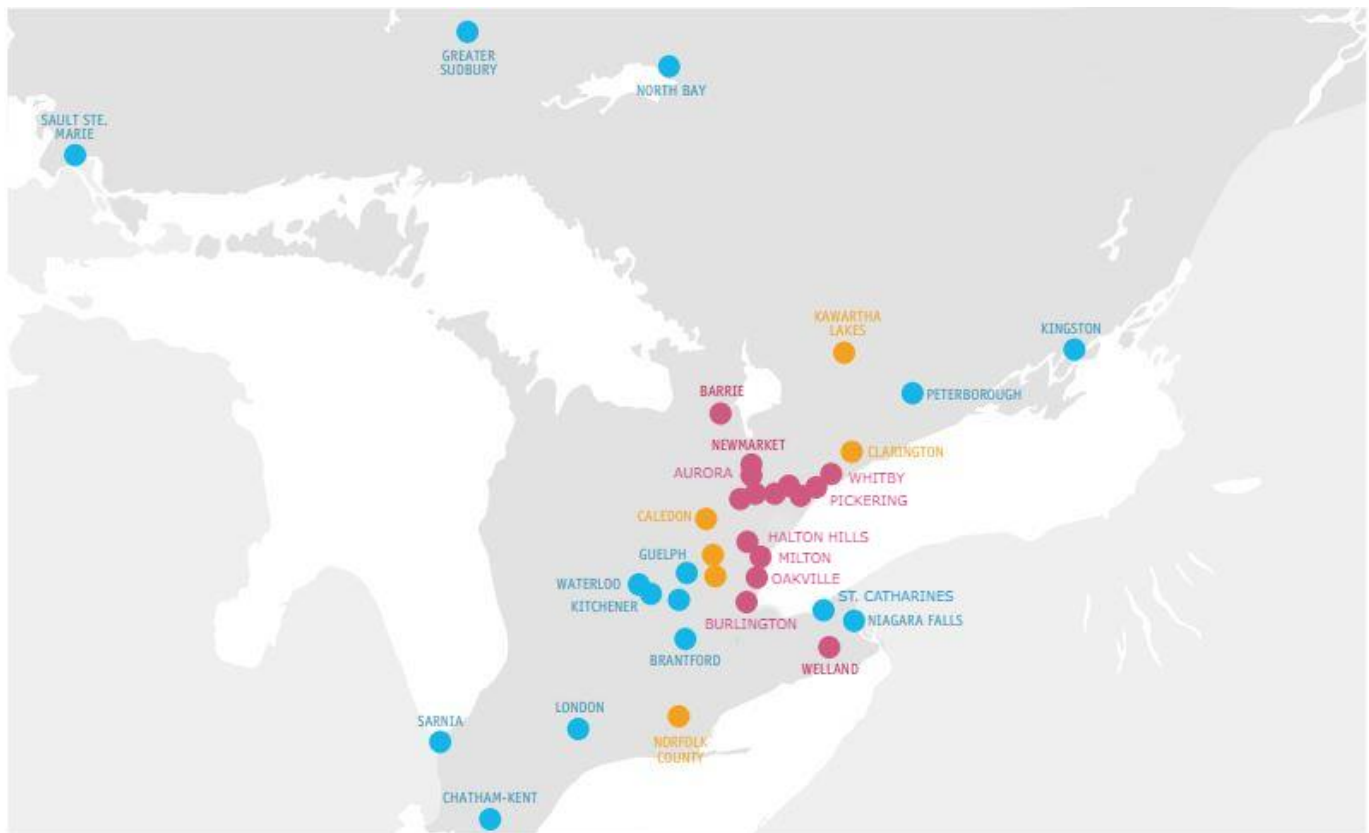 GREATER
SUDBURY
NORTH BAY
SAULT STE.
MARIE
KAWARTHA
LAKES
KINGSTON
BARRIE
PETERBOROUGH
NEWMARKET
CLARINGTON
AURORA
WHITBY
PICKERING
CALEDON
HALTON HILLS
GUELPH
MILTON
WATERLOO
OAKVILLE
KITCHENER
ST. CATHARINES
BURLINGTON
NIAGARA FALLS
BRANTFORD
WELLAND
LONDON
SARNIA
NORFOLK
COUNTY
CHATHAM-KENT